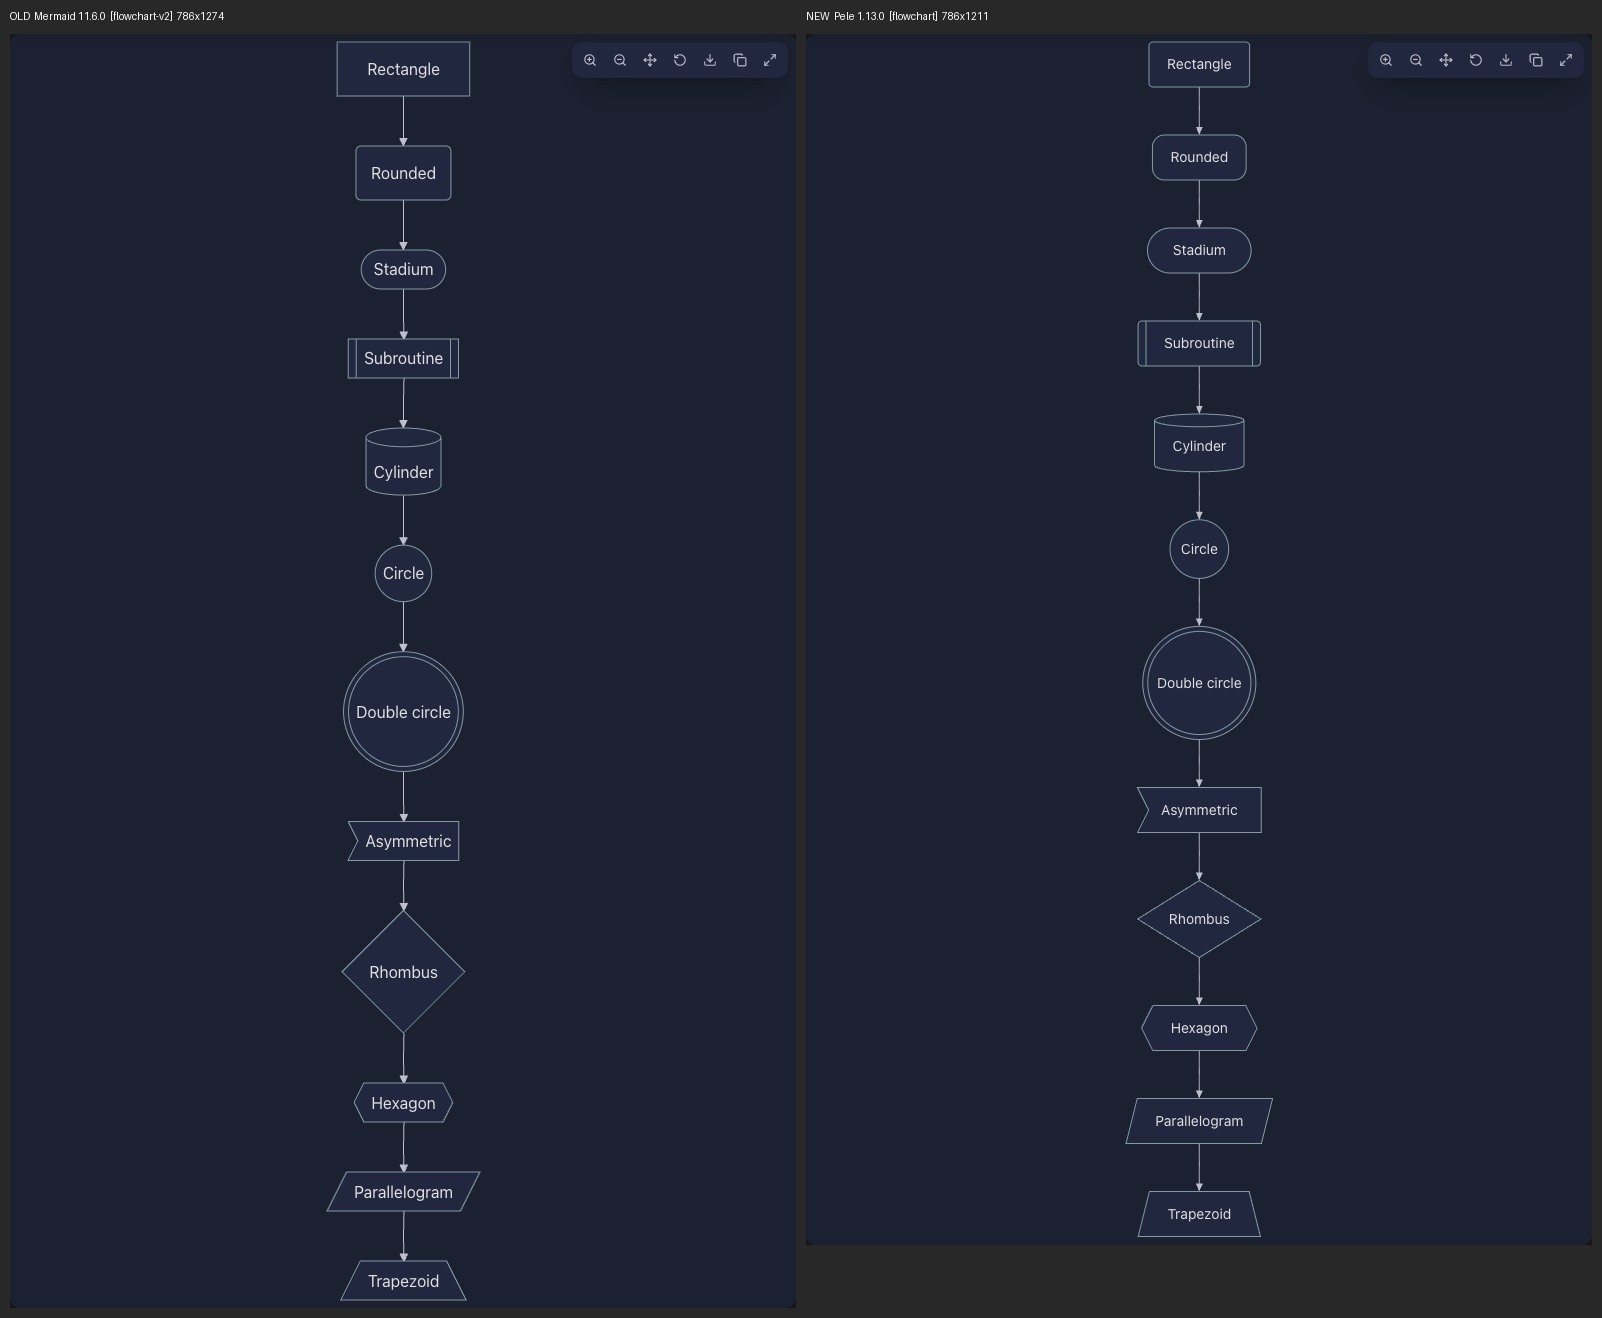 OLD Mermaid 11.6.0 [flowchart-v2] 786x1274
Rectangle
Rounded
Stadium
Subroutine
Cylinder
Circle
Double circle
Asymmetric
Rhombus
Hexagon
Parallelogram
Trapezoid
NEW Pele 1.13.0 [flowchart] 786x1211
Rectangle
Rounded
Stadium
Subroutine
Cylinder
Circle
Double circle
Asymmetric
Rhombus
Hexagon
Parallelogram
Trapezoid